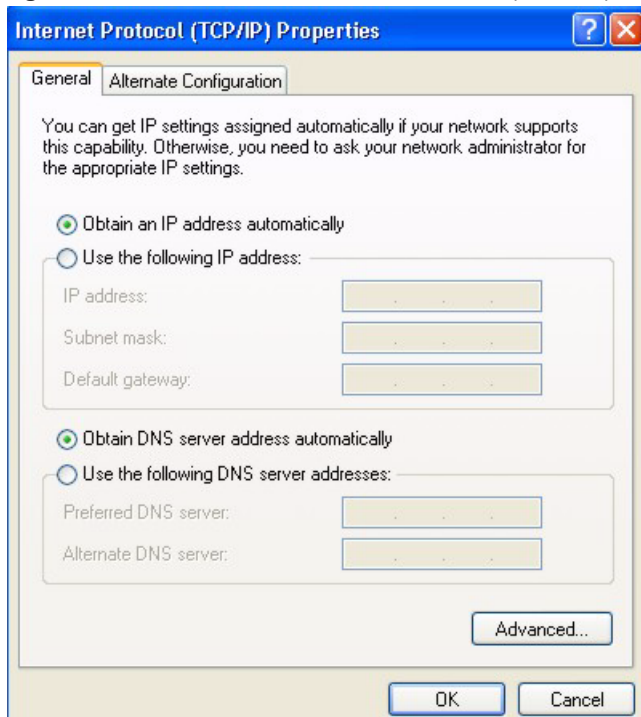 Internet Protocol (TCP/IP) Properties
General
Alternate Configuration
You can get IP settings assigned automatically if your network supports
this capability. Otherwise, you need to ask your network administrator for
the appropriate IP settings.
Obtain an IP address automatically
Use the following IP address:
IP address:
Subnet mask:
Default gateway:
Obtain DNS server address automatically
Use the following DNS server addresses:
Preferred DNS server:
Alternate DNS server:
Advanced...
OK
Cancel